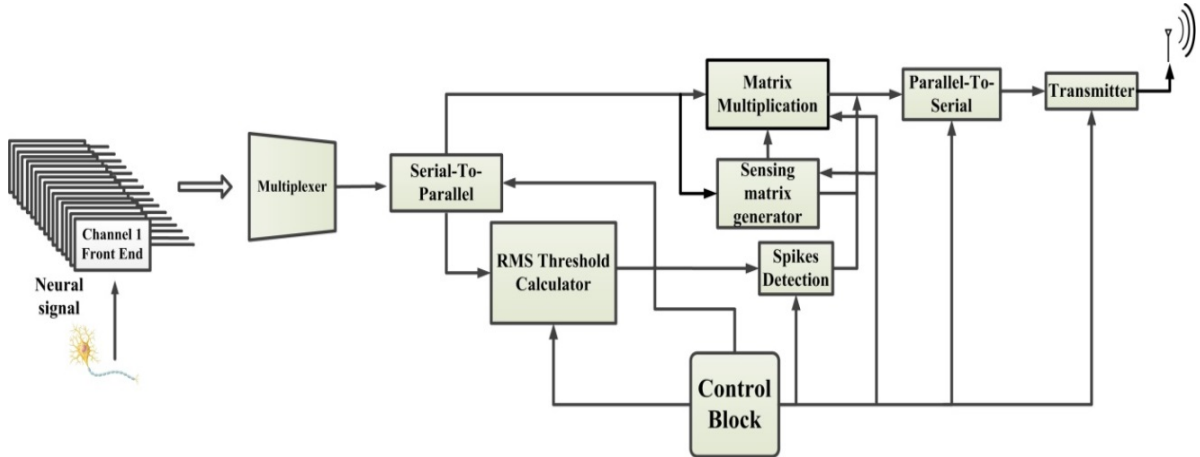 Channel 1
Front End
Neural
signal
Multiplexer
Serial-To-
Parallel
RMS Threshold
Calculator
Matrix
Multiplication
Sensing
matrix
generator
Spikes
Detection
Control
Block
Parallel-To-
Serial
Transmitter